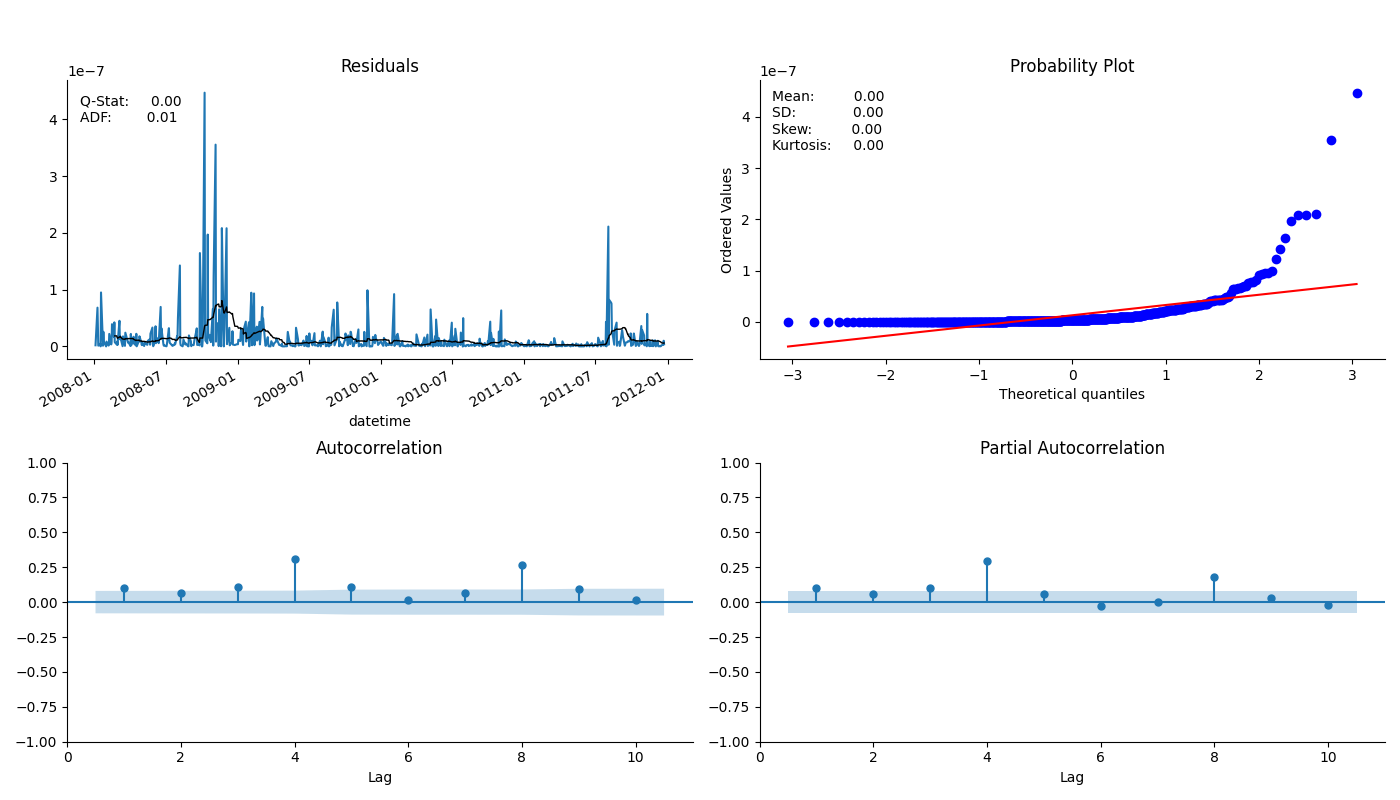 Residuals
1e−7
Q-Stat: 0.00
ADF: 0.01
4
3
2
1
0
2008-01
2008-07
2009-01
2009-07
2010-01
2010-07
2011-01
2011-07
2012-01
datetime
Probability Plot
1e−7
Mean: 0.00
SD: 0.00
Skew: 0.00
Kurtosis: 0.00
Ordered Values
4
3
2
1
0
−3 −2 −1 0 1 2 3
Theoretical quantiles
Autocorrelation
1.00
0.75
0.50
0.25
0.00
−0.25
−0.50
−0.75
−1.00
0 2 4 6 8 10
Lag
Partial Autocorrelation
1.00
0.75
0.50
0.25
0.00
−0.25
−0.50
−0.75
−1.00
0 2 4 6 8 10
Lag